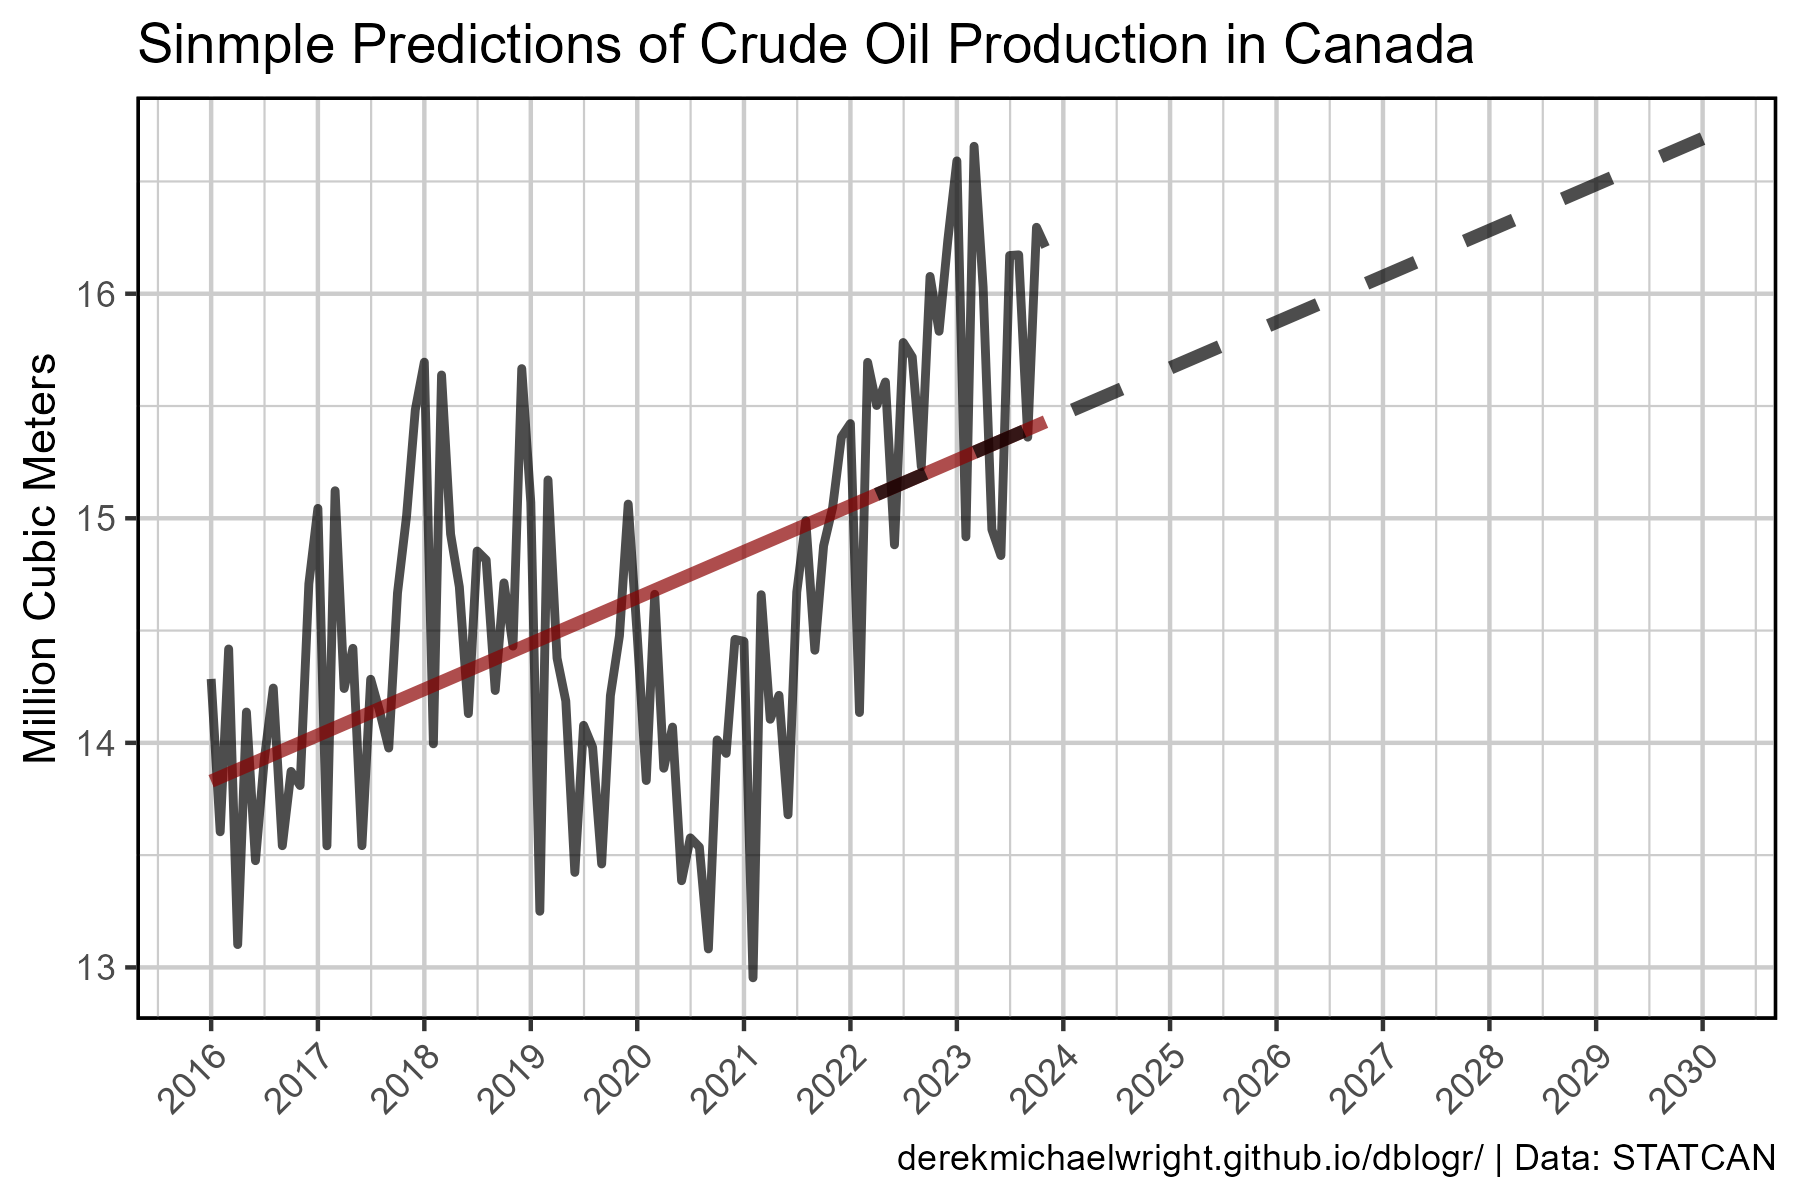 Sinmple Predictions of Crude Oil Production in Canada
Million Cubic Meters
16
15
14
13
2016 2017 2018 2019 2020 2021 2022 2023 2024 2025 2026 2027 2028 2029 2030
derekmichaelwright.github.io/dblogr/ | Data: STATCAN